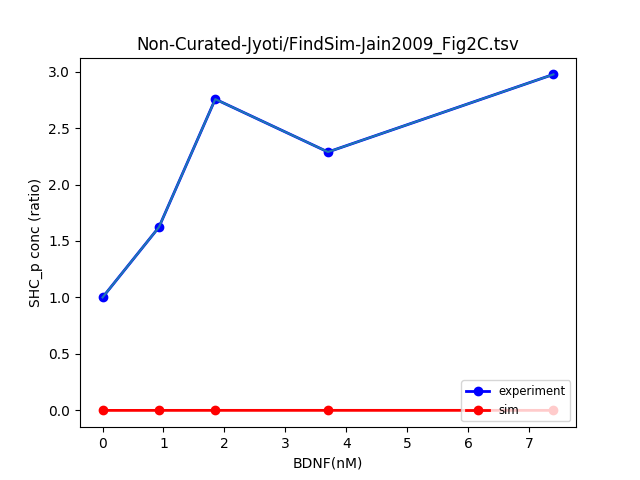 Non-Curated-Jyoti/FindSim-Jain2009_Fig2C.tsv
3.0
2.5
2.0
1.5
1.0
0.5
0.0
SHC_p conc (ratio)
experiment
sim
0 1 2 3 4 5 6 7
BDNF(nM)